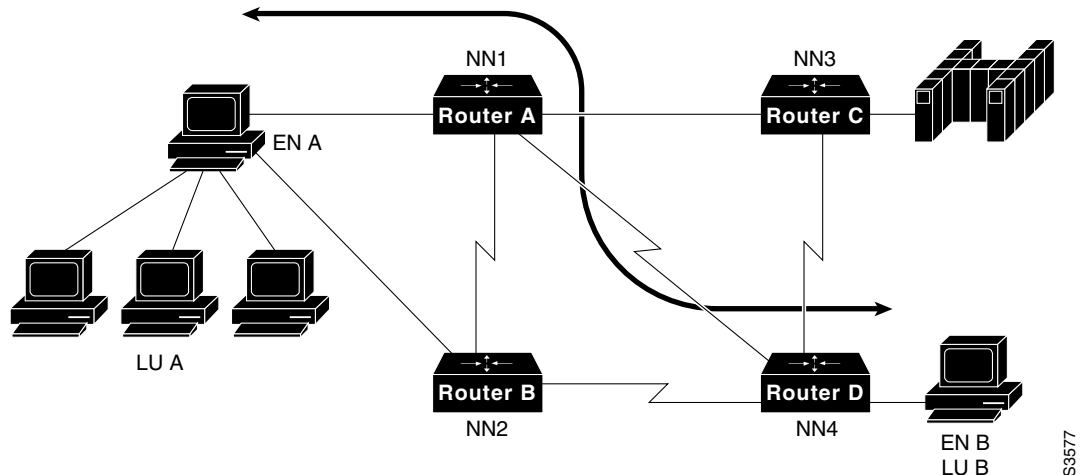 NN1
NN3
Router A
Router C
EN A
LU A
Router B
Router D
NN2
NN4
EN B
LU B
S3577